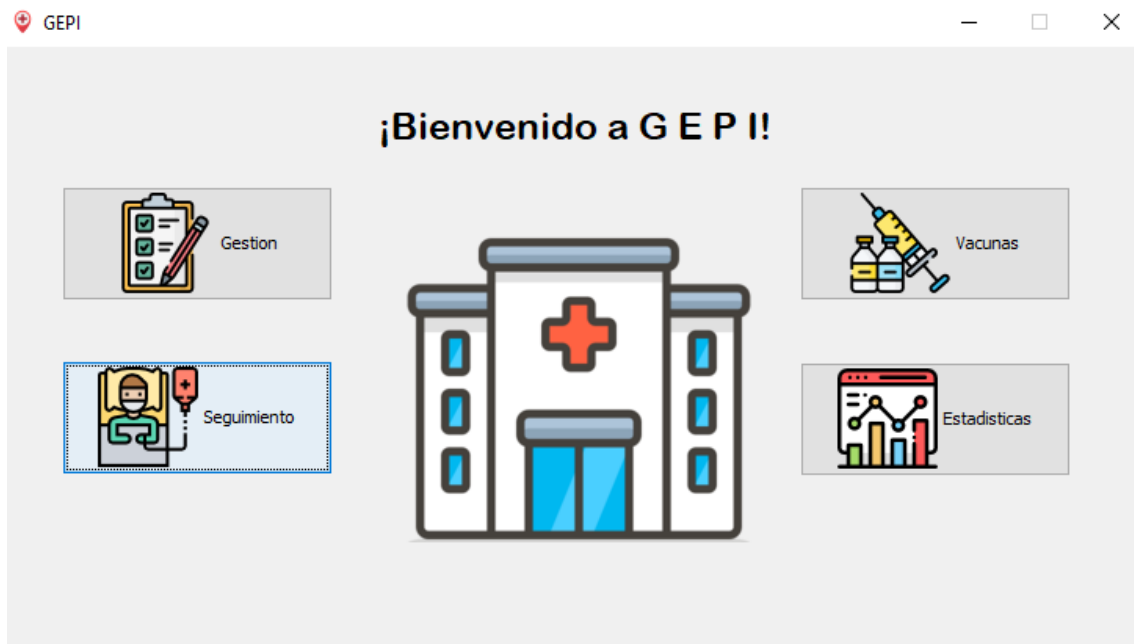 GEPI
¡Bienvenido a G E P I!
Gestion
Vacunas
Seguimiento
Estadisticas